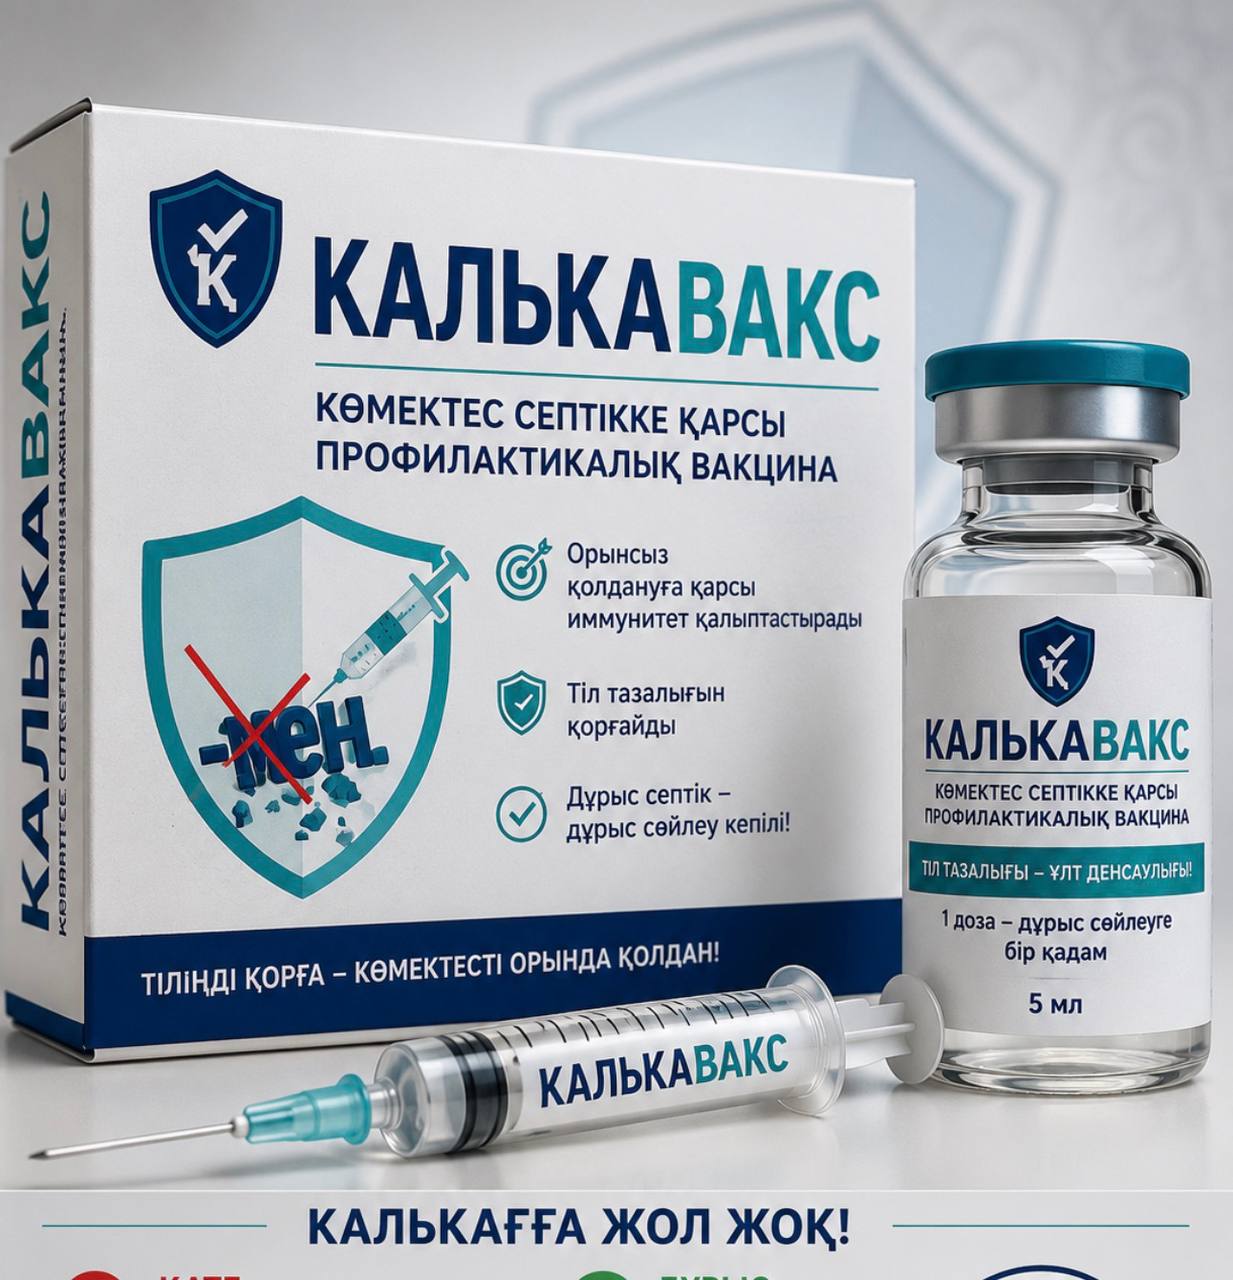 КАЛЬКАВАКС
Қ
КАЛЬКАВАКС
КӨМЕКТЕС СЕПТІККЕ ҚАРСЫ
ПРОФИЛАКТИКАЛЫҚ ВАКЦИНА
-мен.
Орынсыз
қолдануға қарсы
иммунитет қалыптастырады
Тіл тазалығын
қорғайды
Дұрыс септік –
дұрыс сөйлеу кепілі!
ТІЛІҢДІ ҚОРҒА – КӨМЕКТЕСТІ ОРЫНДА ҚОЛДАН!
Қ
КАЛЬКАВАКС
КӨМЕКТЕС СЕПТІККЕ ҚАРСЫ
ПРОФИЛАКТИКАЛЫҚ ВАКЦИНА
ТІЛ ТАЗАЛЫҒЫ – ҰЛТ ДЕНСАУЛЫҒЫ!
1 доза – дұрыс сөйлеуге
бір қадам
5 мл
КАЛЬКАВАКС
КАЛЬКАҒҒА ЖОЛ ЖОҚ!